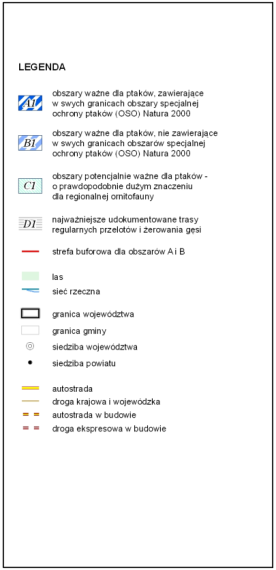 LEGENDA
A1
obszary ważne dla ptaków, zawierające
w swych granicach obszary specjalnej
ochrony ptaków (OSO) Natura 2000
B1
obszary ważne dla ptaków, nie zawierające
w swych granicach obszarów specjalnej
ochrony ptaków (OSO) Natura 2000
C1
obszary potencjalnie ważne dla ptaków -
o prawdopodobnie dużym znaczeniu
dla regionalnej ornitofauny
D1
najważniejsze udokumentowane trasy
regularnych przelotów i żerowania gęsi
strefa buforowa dla obszarów A i B
las
sieć rzeczna
granica województwa
granica gminy
siedziba województwa
siedziba powiatu
autostrada
droga krajowa i wojewódzka
autostrada w budowie
droga ekspresowa w budowie